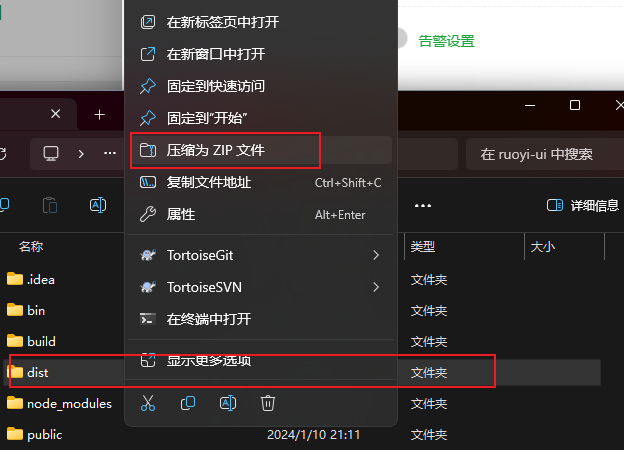 在新标签页中打开
在新窗口中打开
告警设置
固定到快速访问
固定到"开始"
压缩为 ZIP 文件
在 ruoyi-ui 中搜索
复制文件地址 Ctrl+Shift+C
属性 Alt+Enter
详细信息
名称 类型 大小
TortoiseGit
.idea 文件夹
TortoiseSVN
bin 文件夹
在终端中打开
build 文件夹
显示更多选项
dist 文件夹
node_modules 文件夹
public 2024/1/10 21:11 文件夹